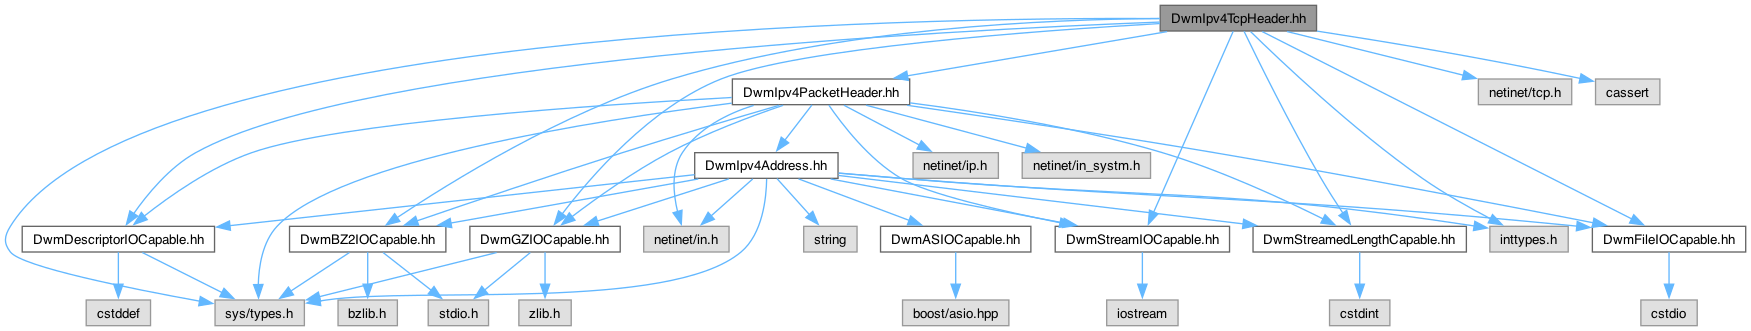 DwmIpv4TcpHeader.hh
DwmIpv4PacketHeader.hh
netinet/tcp.h
cassert
DwmIpv4Address.hh
netinet/ip.h
netinet/in_systm.h
DwmDescriptorIOCapable.hh
DwmBZ2IOCapable.hh
DwmGZIOCapable.hh
netinet/in.h
string
DwmASIOCapable.hh
DwmStreamIOCapable.hh
DwmStreamedLengthCapable.hh
inttypes.h
DwmFileIOCapable.hh
cstddef
sys/types.h
bzlib.h
stdio.h
zlib.h
boost/asio.hpp
iostream
cstdint
cstdio